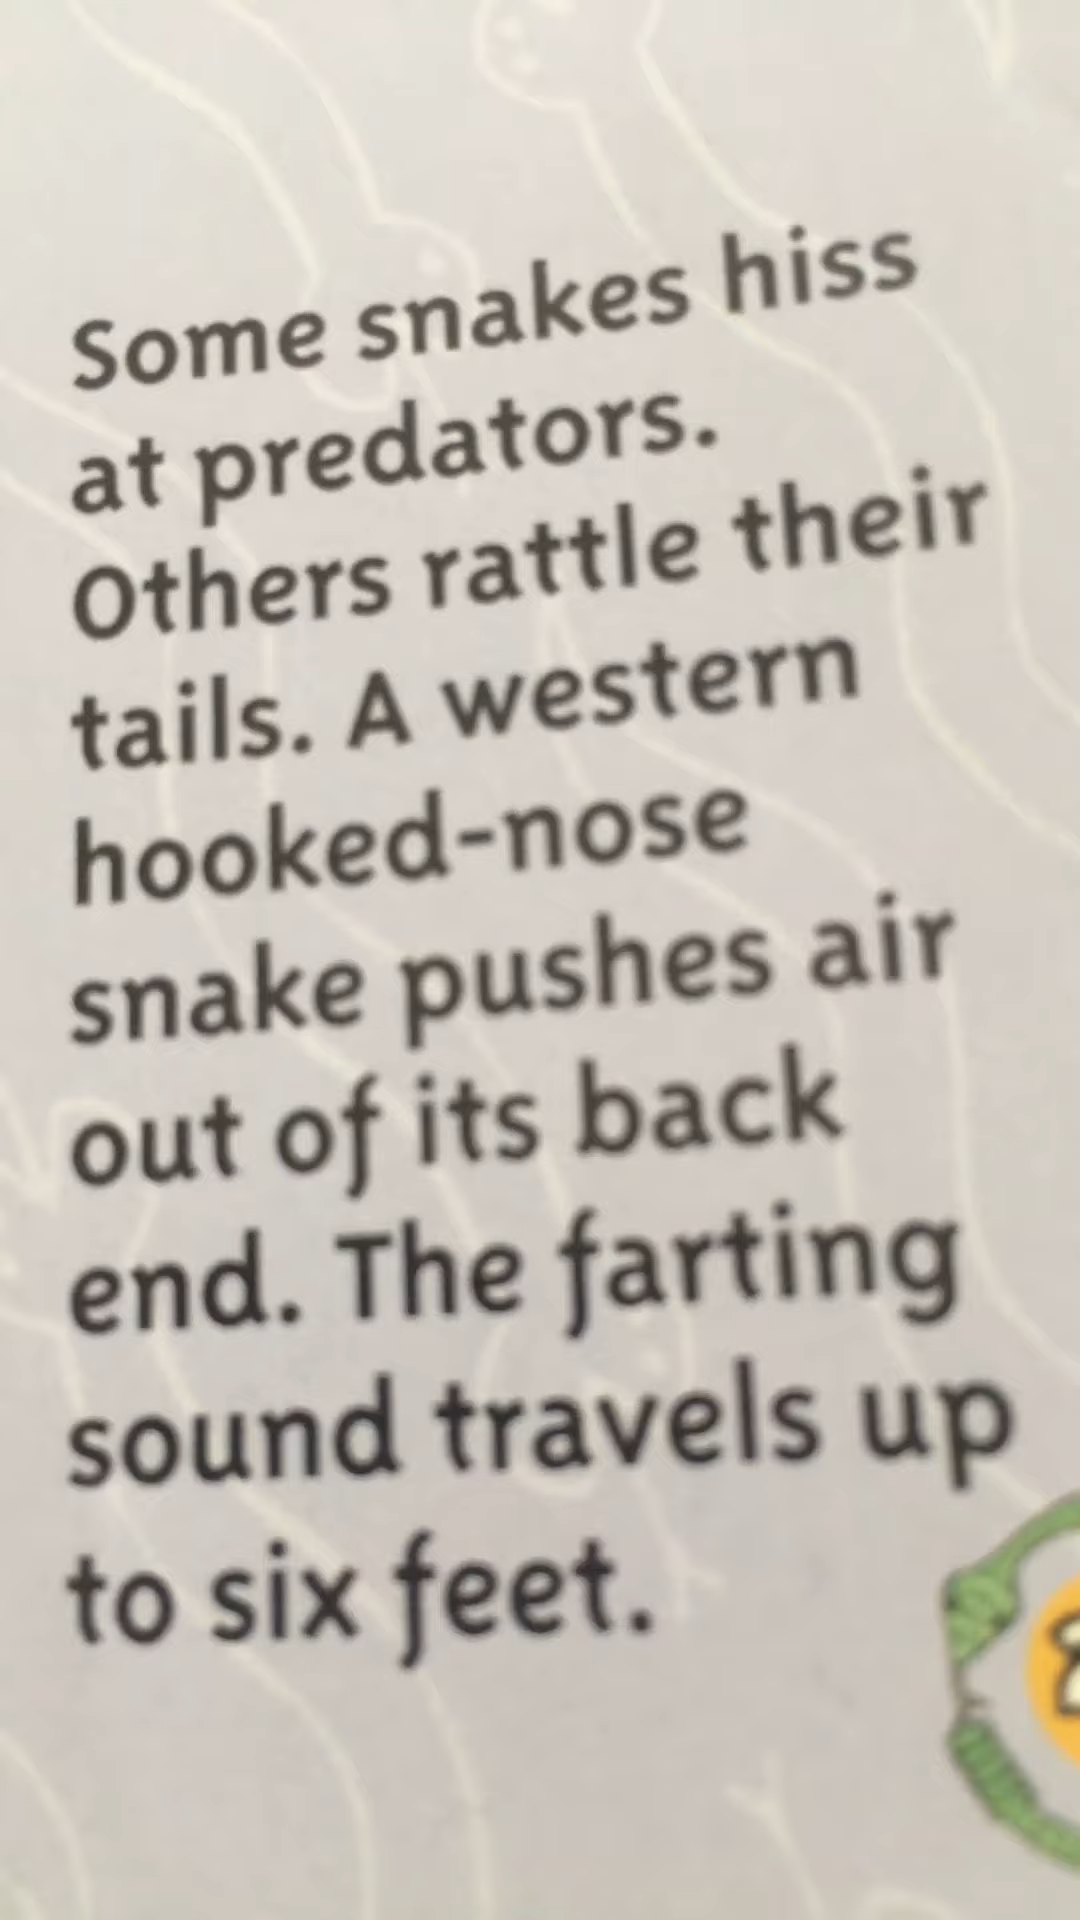 Some snakes hiss
at predators.
Others rattle their
tails. A western
hooked-nose
snake pushes air
out of its back
end. The farting
sound travels up
to six feet.